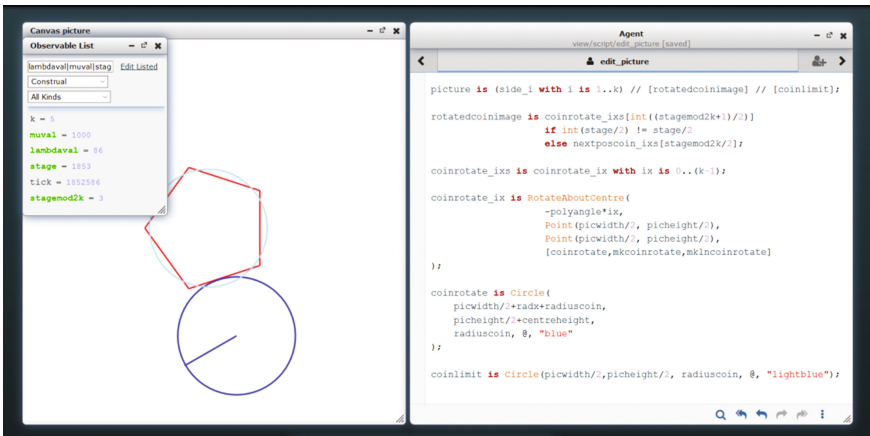 Canvas picture
Observable List
lambdaval|muval|stag Edit Listed
Construal
All Kinds
k = 5
muval = 1000
lambdaval = 86
stage = 1853
tick = 1852586
stagemod2k = 3
Agent
view/script/edit_picture [saved]
edit_picture
picture is (side_i with i is 1..k) // [rotatedcoinimage] // [coinlimit];
rotatedcoinimage is coinrotate_ixs[int((stagemod2k+1)/2)]
if int(stage/2) != stage/2
else nextposcoin_ixs[stagemod2k/2];
coinrotate_ixs is coinrotate_ix with ix is 0..(k-1);
coinrotate_ix is RotateAboutCentre(
-polyangle*ix,
Point(picwidth/2, picheight/2),
Point(picwidth/2, picheight/2),
[coinrotate,mkcoinrotate,mklncoinrotate]
);
coinrotate is Circle(
picwidth/2+radx+radiuscoin,
picheight/2+centreheight,
radiuscoin, @, "blue"
);
coinlimit is Circle(picwidth/2,picheight/2, radiuscoin, @, "lightblue");